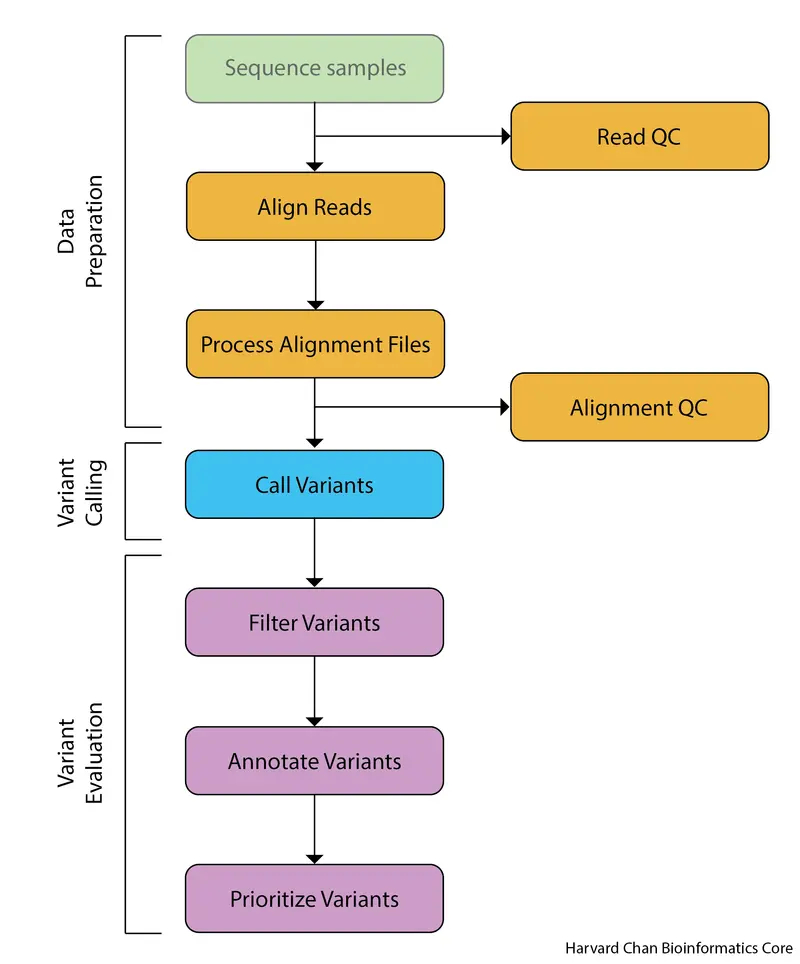 Sequence samples
Read QC
Align Reads
Data
Preparation
Process Alignment Files
Alignment QC
Variant
Calling
Call Variants
Filter Variants
Variant
Evaluation
Annotate Variants
Prioritize Variants
Harvard Chan Bioinformatics Core